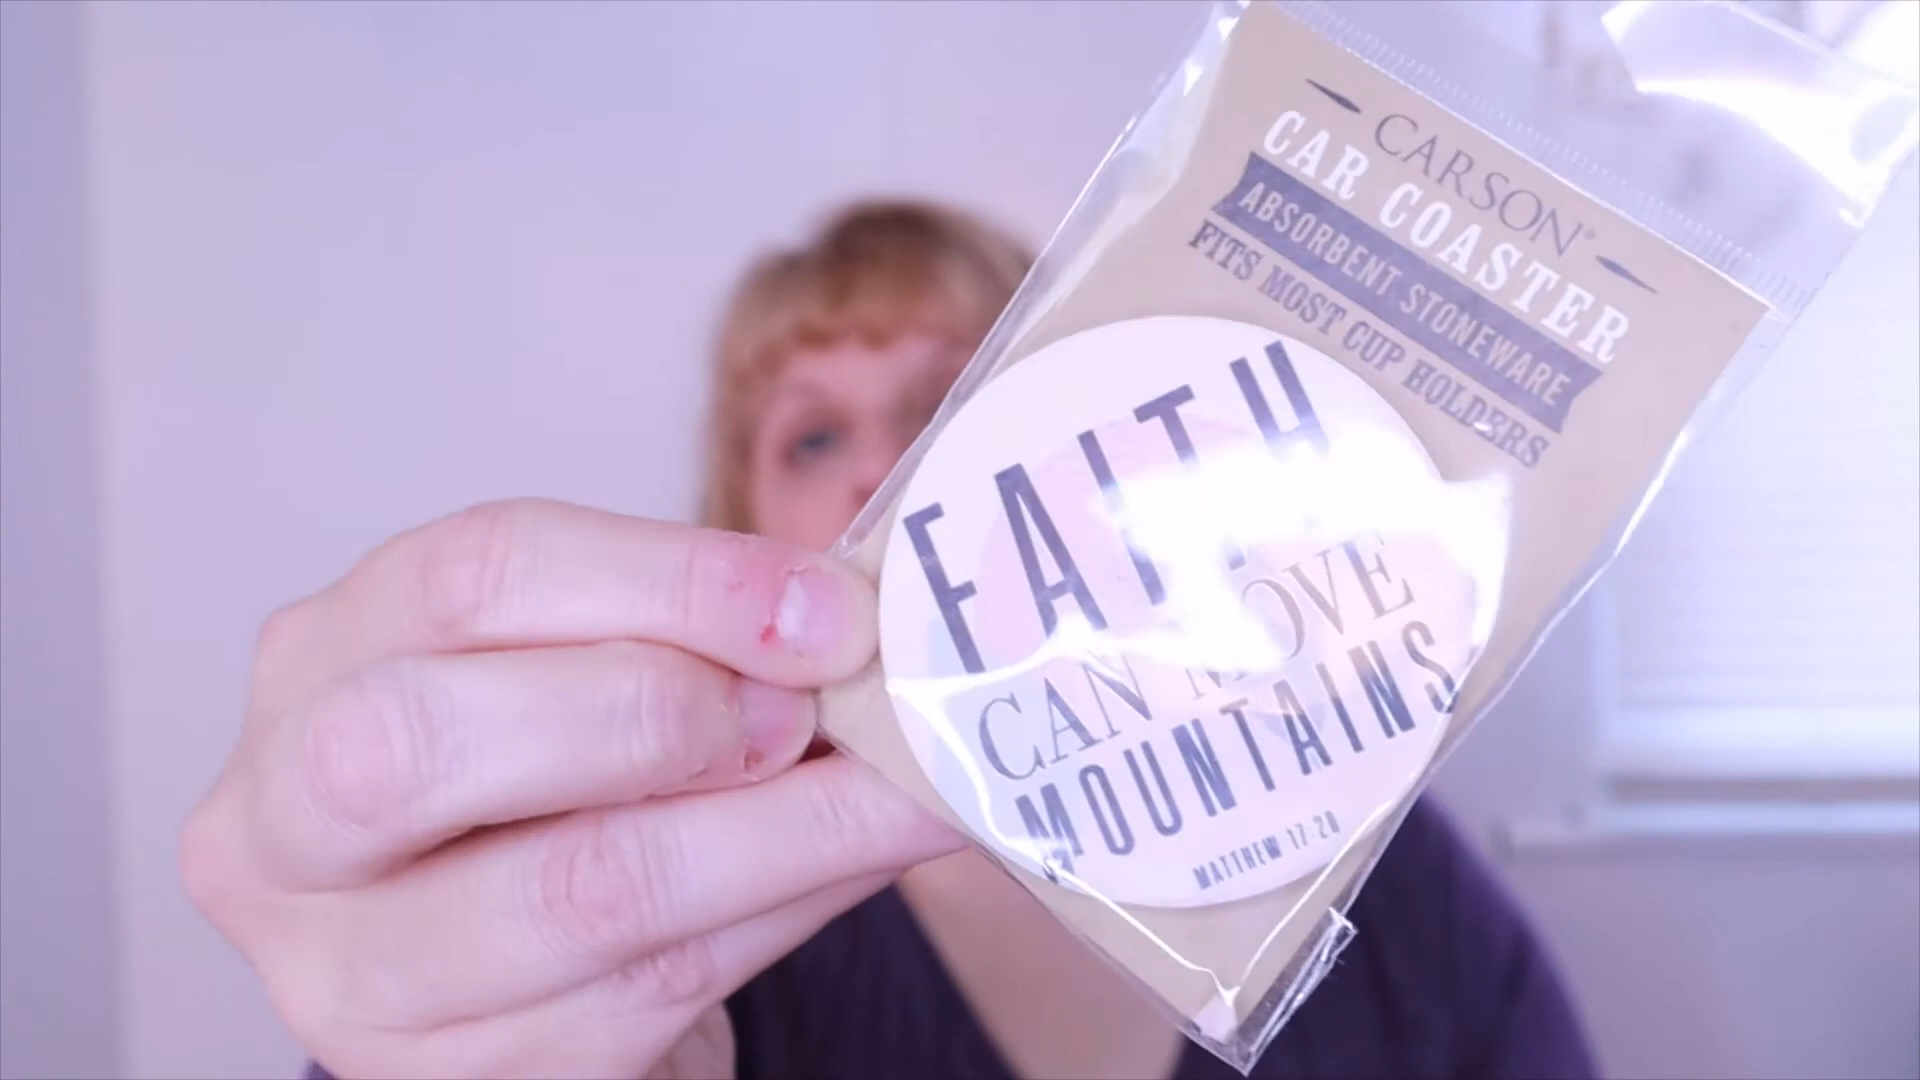 CARSON®
CAR COASTER
ABSORBENT STONEWARE
FITS MOST CUP HOLDERS
FAITH
CAN MOVE
MOUNTAINS
MATTHEW 17:20